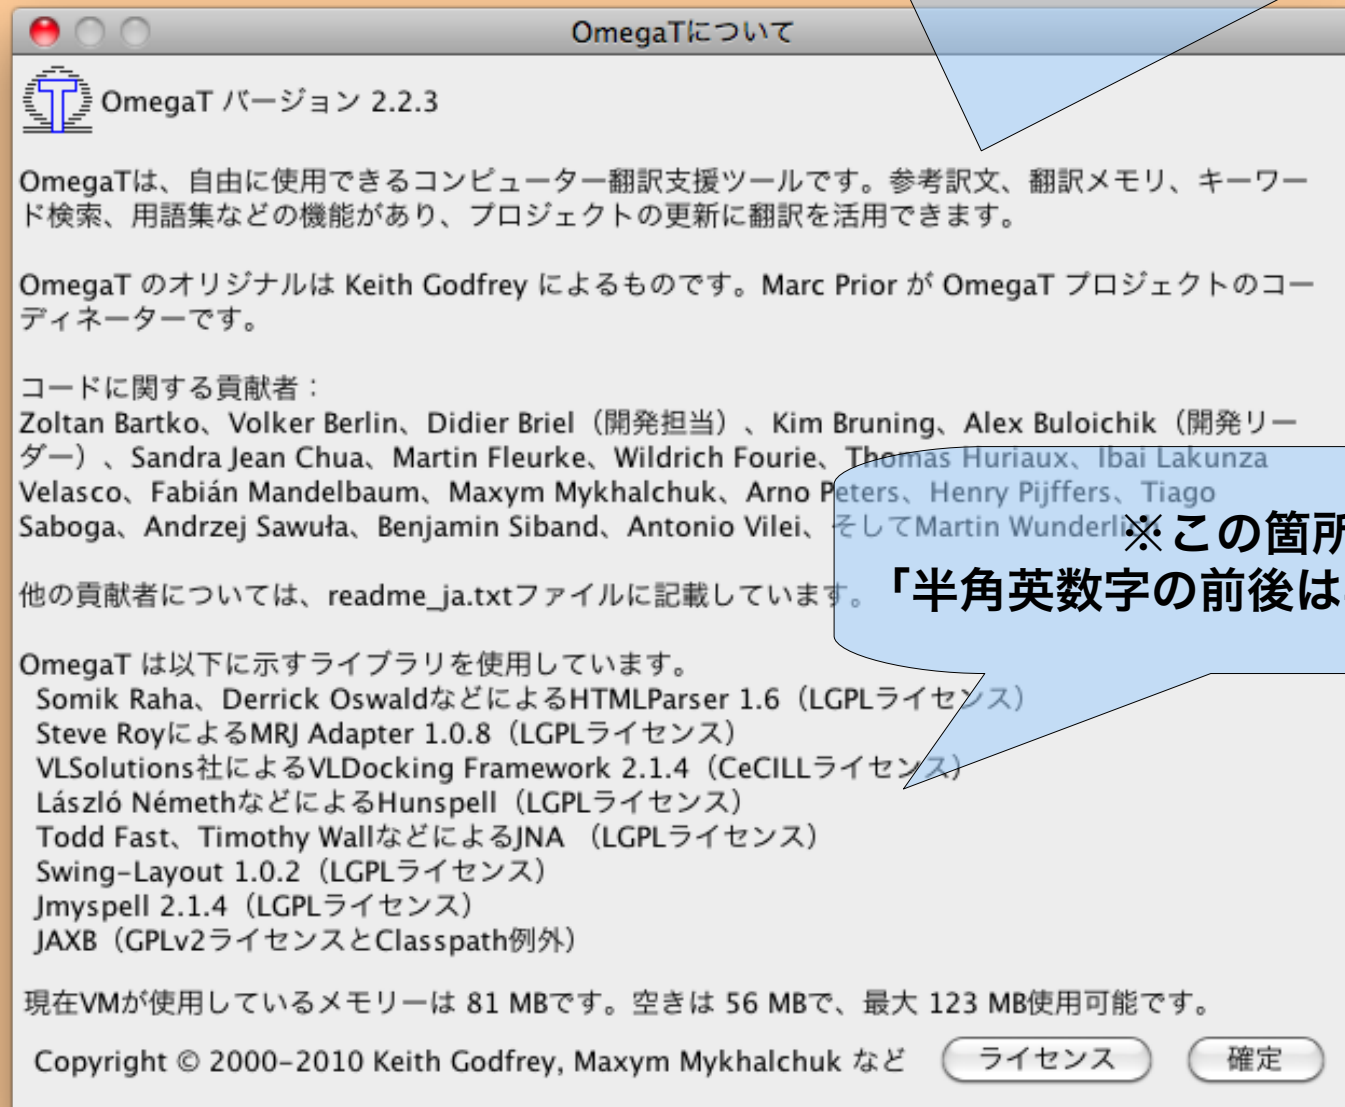 OmegaTについて
OmegaT バージョン 2.2.3
OmegaTは、自由に使用できるコンピューター翻訳支援ツールです。参考訳文、翻訳メモリ、キーワー
ド検索、用語集などの機能があり、プロジェクトの更新に翻訳を活用できます。
OmegaT のオリジナルは Keith Godfrey によるものです。Marc Prior が OmegaT プロジェクトのコー
ディネーターです。
コードに関する貢献者：
Zoltan Bartko、Volker Berlin、Didier Briel（開発担当）、Kim Bruning、Alex Buloichik（開発リー
ダー）、Sandra Jean Chua、Martin Fleurke、Wildrich Fourie、Thomas Huriaux、Ibai Lakunza
Velasco、Fabián Mandelbaum、Maxym Mykhalchuk、Arno Peters、Henry Pijffers、Tiago
Saboga、Andrzej Sawuła、Benjamin Siband、Antonio Vilei、そしてMartin Wunderlich
※この箇所
他の貢献者については、readme_ja.txtファイルに記載しています。
「半角英数字の前後は
OmegaT は以下に示すライブラリを使用しています。
Somik Raha、Derrick OswaldなどによるHTMLParser 1.6（LGPLライセンス）
Steve RoyによるMRJ Adapter 1.0.8（LGPLライセンス）
VLSolutions社によるVLDocking Framework 2.1.4（CeCILLライセンス）
László NémethなどによるHunspell（LGPLライセンス）
Todd Fast、Timothy WallなどによるJNA （LGPLライセンス）
Swing-Layout 1.0.2（LGPLライセンス）
Jmyspell 2.1.4（LGPLライセンス）
JAXB（GPLv2ライセンスとClasspath例外）
現在VMが使用しているメモリーは 81 MBです。空きは 56 MBで、最大 123 MB使用可能です。
Copyright © 2000-2010 Keith Godfrey, Maxym Mykhalchuk など ライセンス 確定